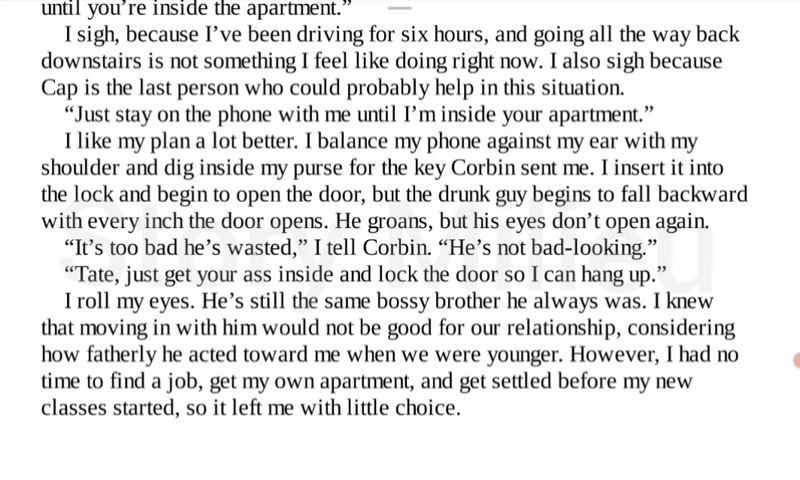 until you’re inside the apartment.”
I sigh, because I’ve been driving for six hours, and going all the way back
downstairs is not something I feel like doing right now. I also sigh because
Cap is the last person who could probably help in this situation.
“Just stay on the phone with me until I’m inside your apartment.”
I like my plan a lot better. I balance my phone against my ear with my
shoulder and dig inside my purse for the key Corbin sent me. I insert it into
the lock and begin to open the door, but the drunk guy begins to fall backward
with every inch the door opens. He groans, but his eyes don’t open again.
“It’s too bad he’s wasted,” I tell Corbin. “He’s not bad-looking.”
“Tate, just get your ass inside and lock the door so I can hang up.”
I roll my eyes. He’s still the same bossy brother he always was. I knew
that moving in with him would not be good for our relationship, considering
how fatherly he acted toward me when we were younger. However, I had no
time to find a job, get my own apartment, and get settled before my new
classes started, so it left me with little choice.